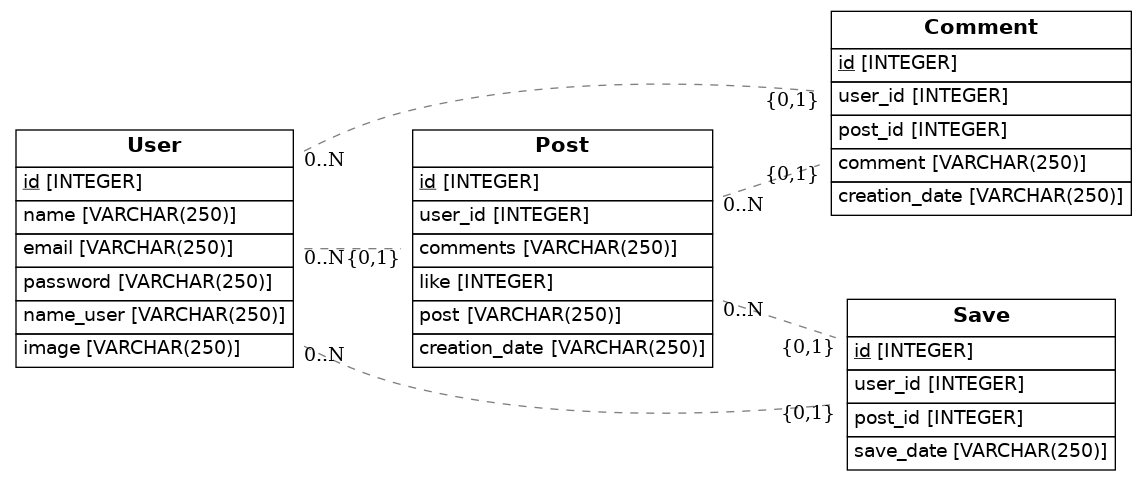 User
id [INTEGER]
name [VARCHAR(250)]
email [VARCHAR(250)]
password [VARCHAR(250)]
name_user [VARCHAR(250)]
image [VARCHAR(250)]
0..N
0..N
{0,1}
0..N
Post
id [INTEGER]
user_id [INTEGER]
comments [VARCHAR(250)]
like [INTEGER]
post [VARCHAR(250)]
creation_date [VARCHAR(250)]
0..N
0..N
{0,1}
{0,1}
Comment
id [INTEGER]
user_id [INTEGER]
post_id [INTEGER]
comment [VARCHAR(250)]
creation_date [VARCHAR(250)]
{0,1}
{0,1}
Save
id [INTEGER]
user_id [INTEGER]
post_id [INTEGER]
save_date [VARCHAR(250)]